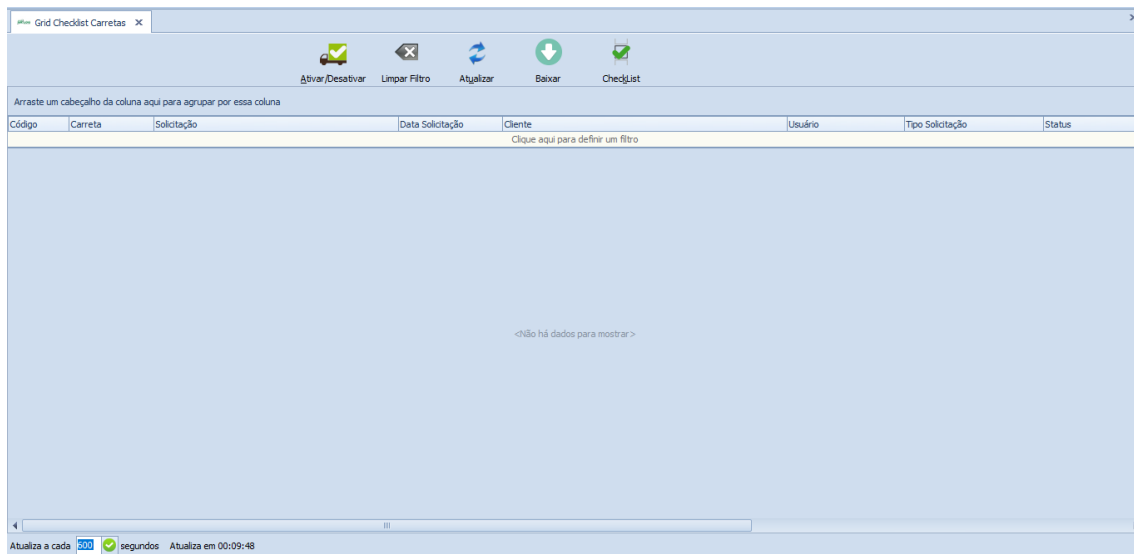 Grid Checklist Carretas
Ativar/Desativar Limpar Filtro Atualizar Baixar CheckList
Arraste um cabeçalho da coluna aqui para agrupar por essa coluna
Código Carreta Solicitação Data Solicitação Cliente Usuário Tipo Solicitação Status
Clique aqui para definir um filtro
<Não há dados para mostrar>
Atualiza a cada 600 segundos Atualiza em 00:09:48